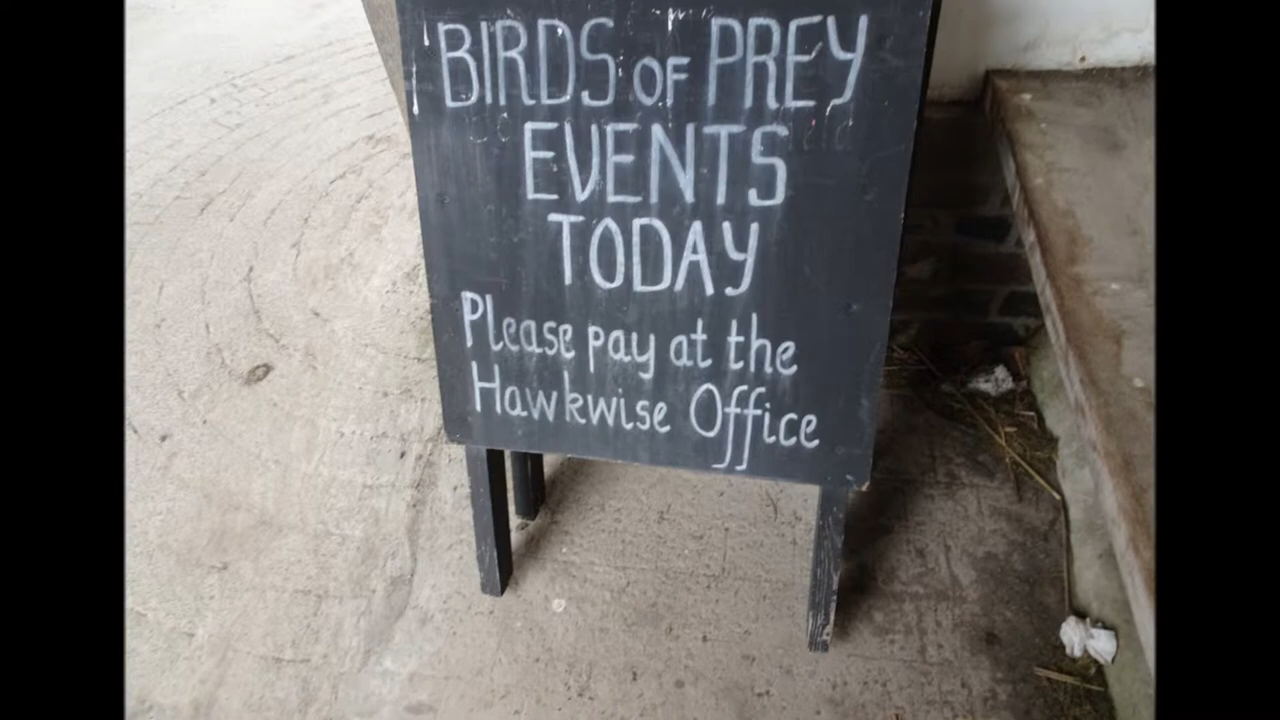 BIRDS OF PREY
EVENTS
TODAY
Please pay at the
Hawkwise Office